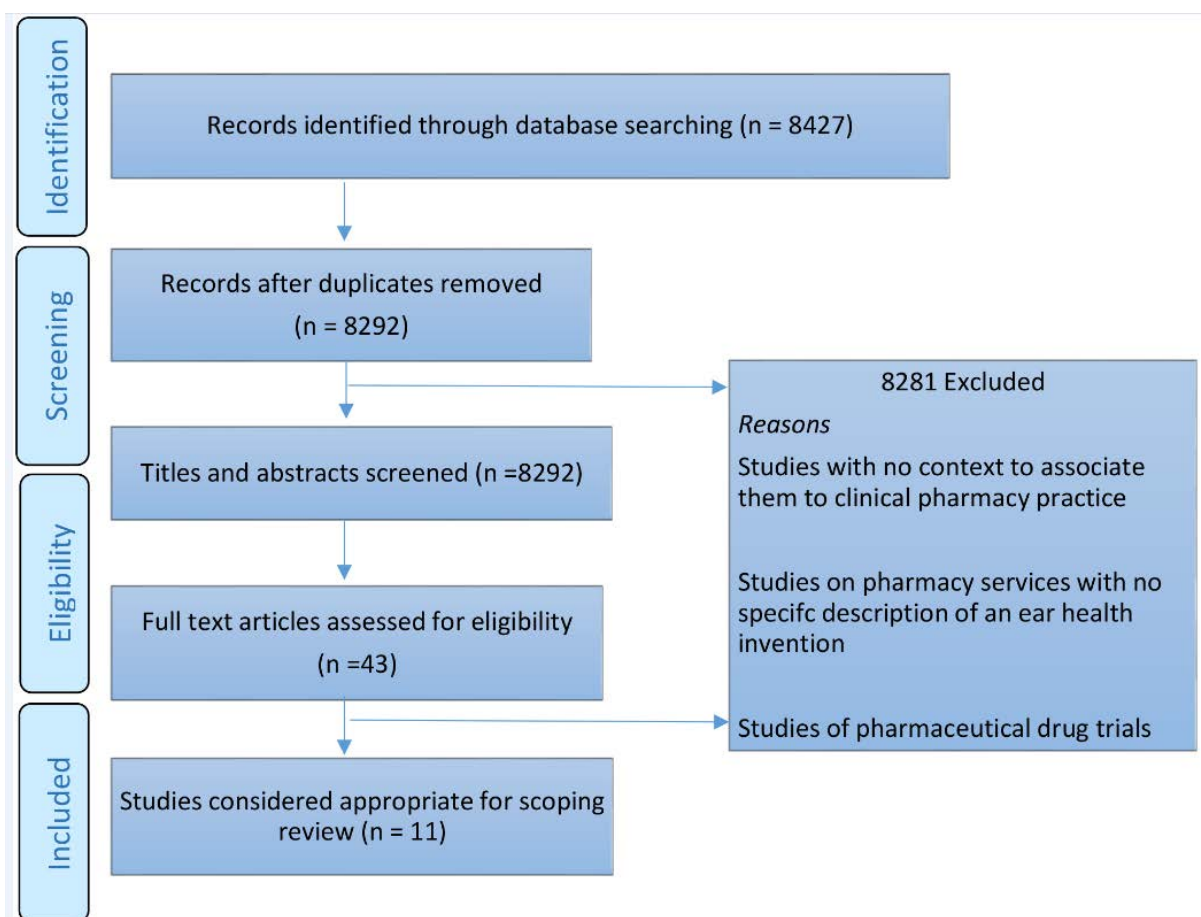 Identification
Records identified through database searching (n = 8427)
Screening
Records after duplicates removed
(n = 8292)
8281 Excluded
Reasons
Studies with no context to associate
them to clinical pharmacy practice
Studies on pharmacy services with no
specifc description of an ear health
invention
Studies of pharmaceutical drug trials
Titles and abstracts screened (n =8292)
Eligibility
Full text articles assessed for eligibility
(n =43)
Included
Studies considered appropriate for scoping
review (n = 11)